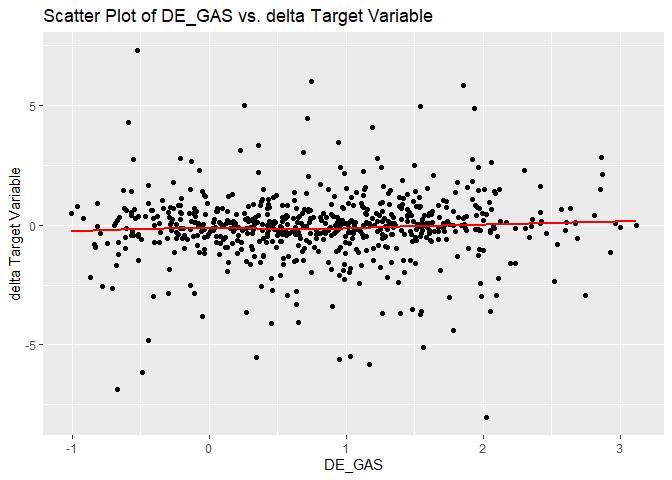 Scatter Plot of DE_GAS vs. delta Target Variable
delta Target Variable
5
0
-5
-1
0
1
2
3
DE_GAS